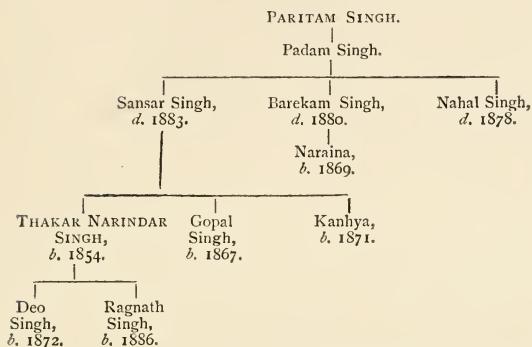 PARITAM SINGH.
Padam Singh.
Sansar Singh, Barekam Singh, Nahal Singh,
d. 1883. d. 1880. d. 1878.
Naraina,
b. 1869.
THAKAR NARINDAR Gopal Kanhya,
SINGH, Singh, b. 1871.
b. 1854. b. 1867.
Deo Ragnath
Singh, Singh,
b. 1872. b. 1886.